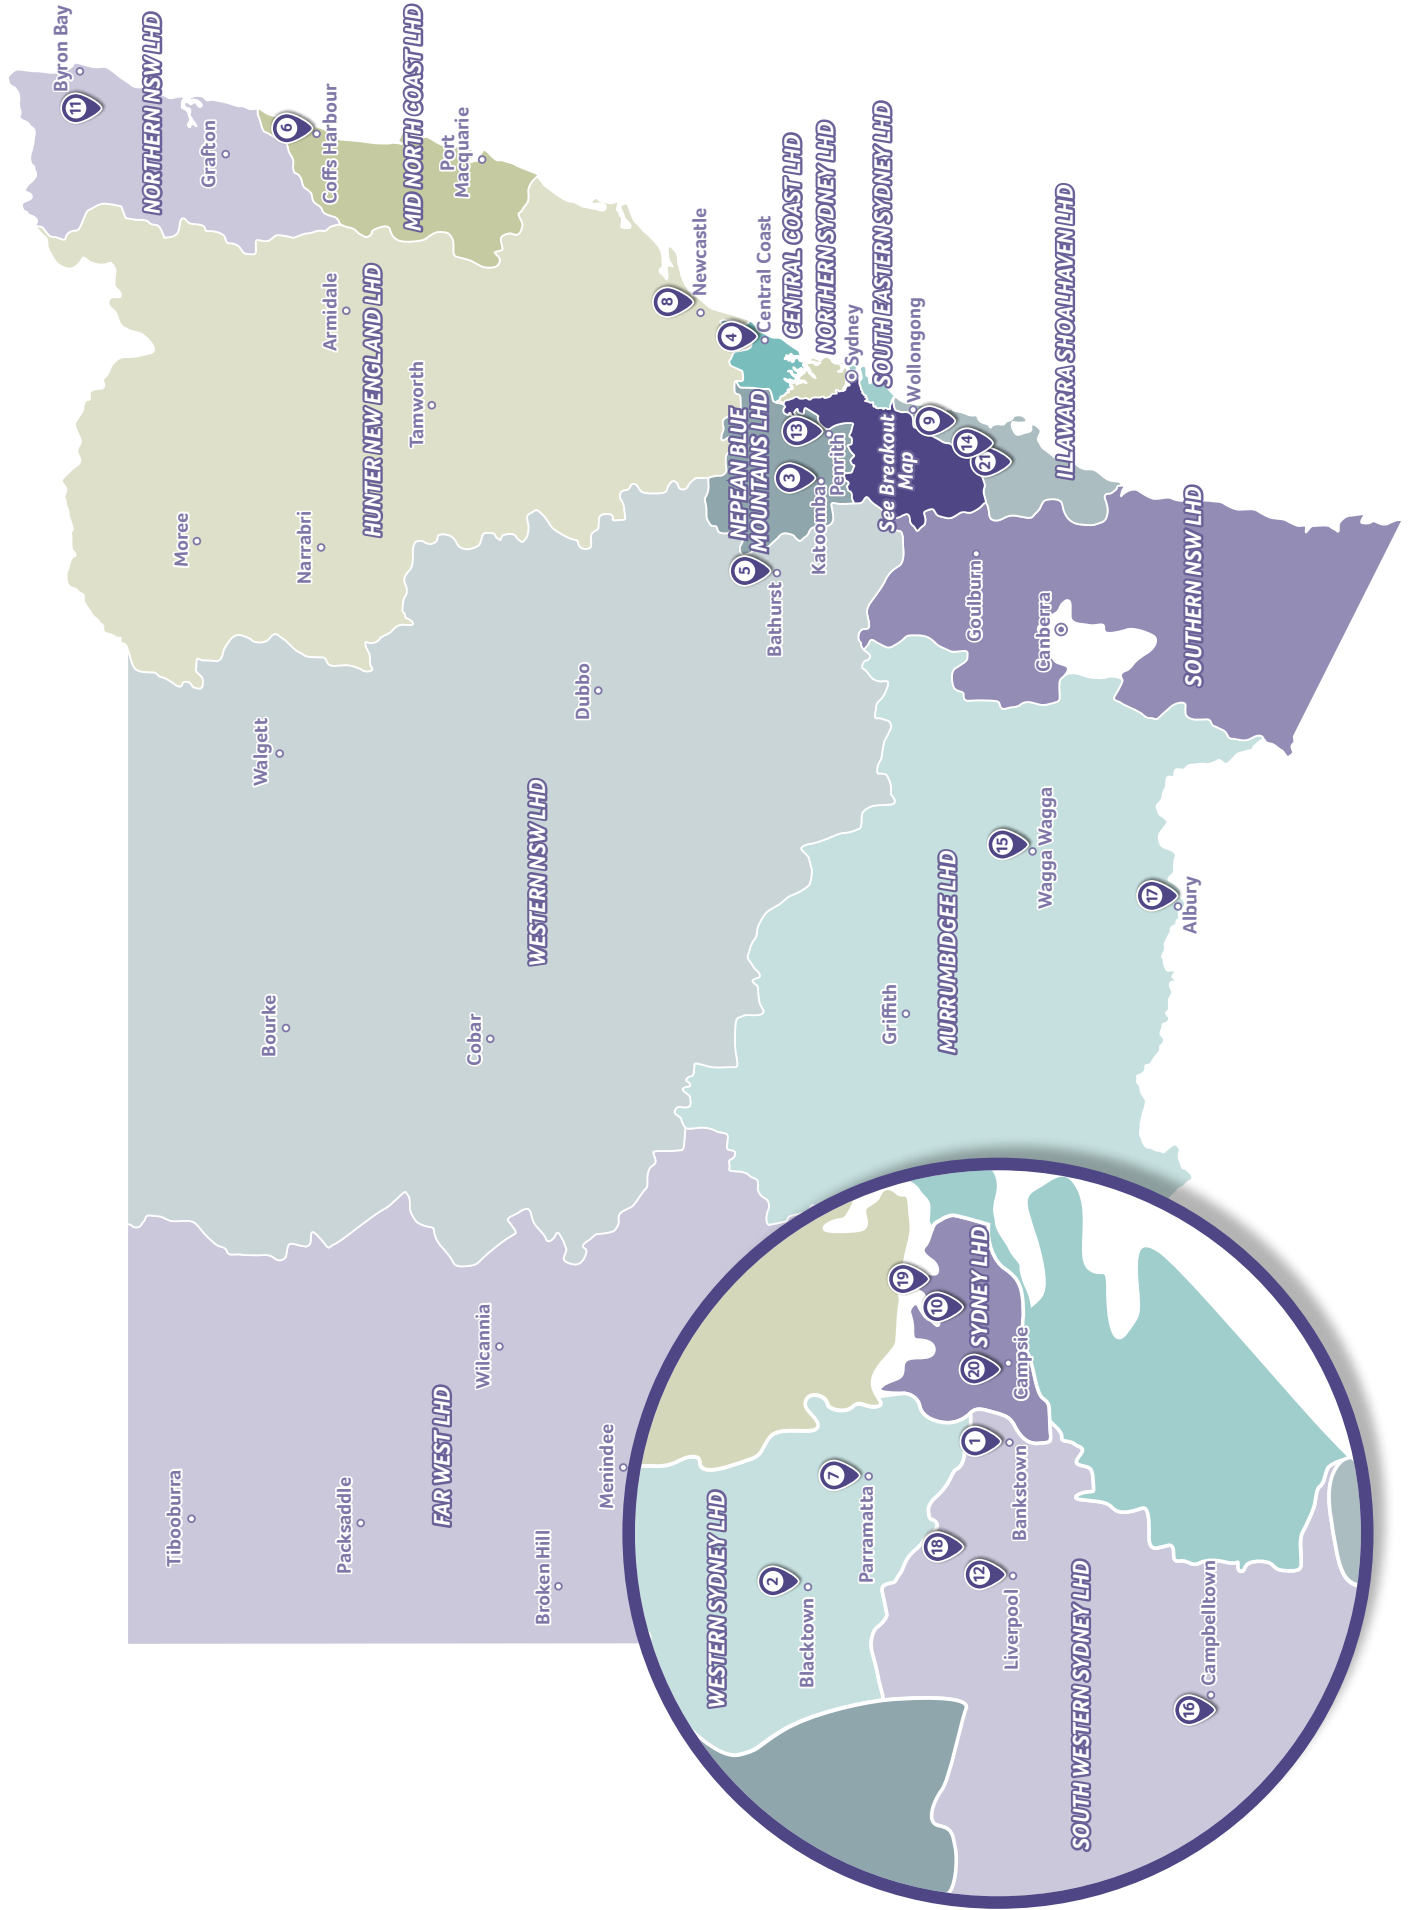 Tibooburra
Packsaddle
Broken Hill
Menindee
Wilcannia
FAR WEST LHD
Bourke
Cobar
Walgett
Dubbo
WESTERN NSW LHD
5
Bathurst
Moree
Narrabri
Armidale
Tamworth
HUNTER NEW ENGLAND LHD
8
Newcastle
11
Byron Bay
NORTHERN NSW LHD
Grafton
6
Coffs Harbour
MID NORTH COAST LHD
Port
Macquarie
4
Central Coast
CENTRAL COAST LHD
NORTHERN SYDNEY LHD
Sydney
SOUTH EASTERN SYDNEY LHD
NEPEAN BLUE
MOUNTAINS LHD
3
13
Katoomba
Penrith
See Breakout
Map
Wollongong
9
14
21
ILLAWARRA SHOALHAVEN LHD
Goulburn
Canberra
SOUTHERN NSW LHD
Griffith
MURRUMBIDGEE LHD
15
Wagga Wagga
17
Albury
WESTERN SYDNEY LHD
2
Blacktown
7
Parramatta
19
10
SYDNEY LHD
20
Campsie
1
Bankstown
18
12
Liverpool
SOUTH WESTERN SYDNEY LHD
16
Campbelltown